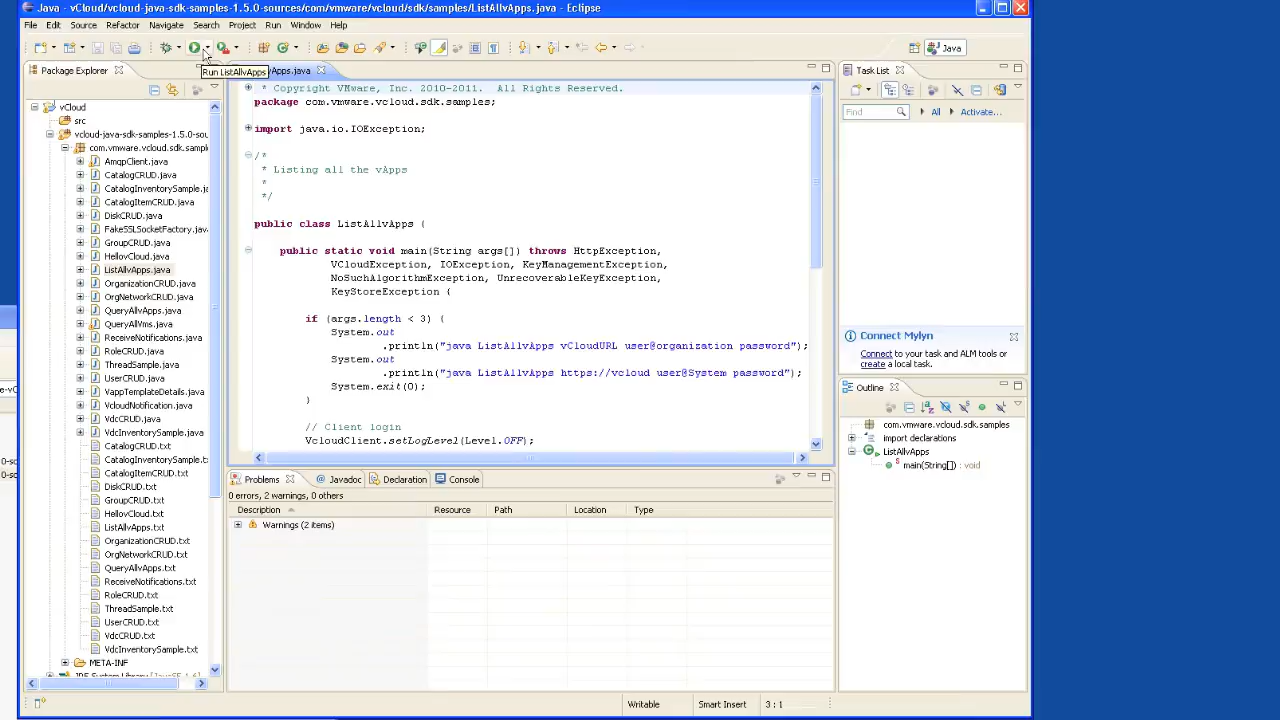 Java - vCloud/vcloud-java-sdk-samples-1.5.0-sources/com/vmware/vcloud/sdk/samples/ListAllvApps.java - Eclipse
File Edit Source Refactor Navigate Search Project Run Window Help
Java
Run ListAllvApps
Package Explorer
vCloud
src
vcloud-java-sdk-samples-1.5.0-sou
com.vmware.vcloud.sdk.sampl
AmqpClient.java
CatalogCRUD.java
CatalogInventorySample.ja
CatalogItemCRUD.java
DiskCRUD.java
FakeSSLSocketFactory.java
GroupCRUD.java
HellovCloud.java
ListAllvApps.java
OrganizationCRUD.java
OrgNetworkCRUD.java
QueryAllvApps.java
QueryAllVms.java
ReceiveNotifications.java
RoleCRUD.java
ThreadSample.java
UserCRUD.java
VappTemplateDetails.java
VcloudNotification.java
VdcCRUD.java
VdcInventorySample.java
CatalogCRUD.txt
CatalogInventorySample.t
CatalogItemCRUD.txt
DiskCRUD.txt
GroupCRUD.txt
HellovCloud.txt
ListAllvApps.txt
OrganizationCRUD.txt
OrgNetworkCRUD.txt
QueryAllvApps.txt
ReceiveNotifications.txt
RoleCRUD.txt
ThreadSample.txt
UserCRUD.txt
VdcCRUD.txt
VdcInventorySample.txt
META-INF
Apps.java
* Copyright VMware, Inc. 2010-2011.  All Rights Reserved.
package com.vmware.vcloud.sdk.samples;
import java.io.IOException;
/*
* Listing all the vApps
*
*/
public class ListAllvApps {
public static void main(String args[]) throws HttpException,
VCloudException, IOException, KeyManagementException,
NoSuchAlgorithmException, UnrecoverableKeyException,
KeyStoreException {
if (args.length < 3) {
System.out
.println("java ListAllvApps vCloudURL user@organization password");
System.out
.println("java ListAllvApps https://vcloud user@System password");
System.exit(0);
}
// Client login
VcloudClient.setLogLevel(Level.OFF);
Problems Javadoc Declaration Console
0 errors, 2 warnings, 0 others
Description Resource Path Location Type
Warnings (2 items)
Task List
Find All Activate...
Connect Mylyn
Connect to your task and ALM tools or
create a local task.
Outline
com.vmware.vcloud.sdk.samples
import declarations
ListAllvApps
main(String[]) : void
Writable Smart Insert 3 : 1